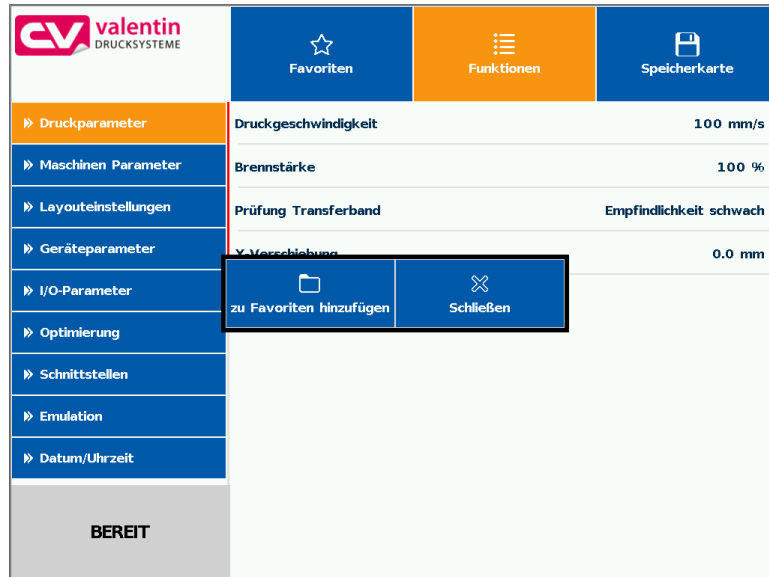 valentin
DRUCKSYSTEME
Favoriten
Funktionen
Speicherkarte
Druckparameter
Maschinen Parameter
Layouteinstellungen
Geräteparameter
I/O-Parameter
Optimierung
Schnittstellen
Emulation
Datum/Uhrzeit
BEREIT
Druckgeschwindigkeit 100 mm/s
Brennstärke 100 %
Prüfung Transferband Empfindlichkeit schwach
X-Verschiebung 0.0 mm
zu Favoriten hinzufügen
Schließen